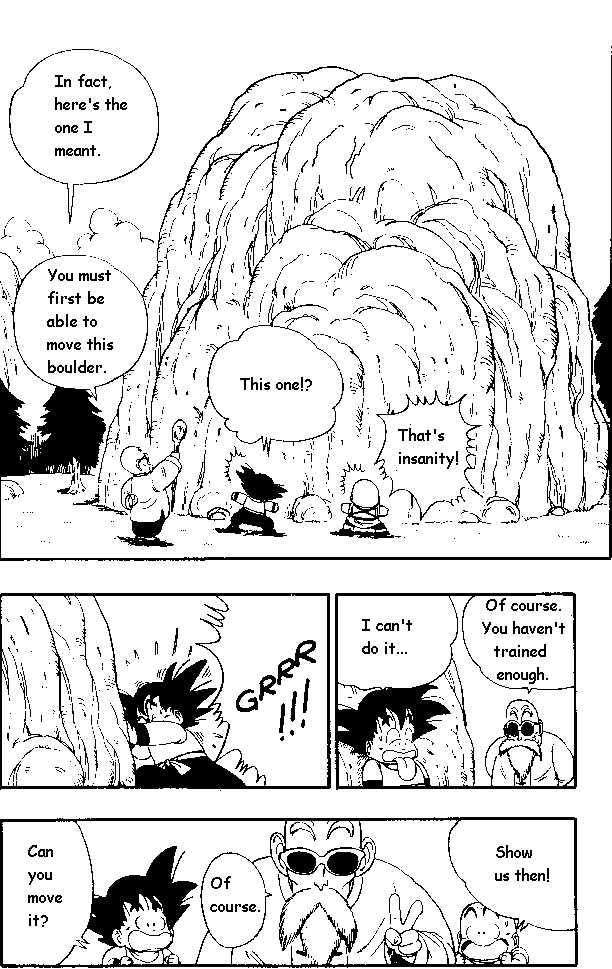 In fact,
here's the
one I
meant.
You must
first be
able to
move this
boulder.
This one!?
That's
insanity!
GRRR
!!!
I can't
do it...
Of course.
You haven't
trained
enough.
Can
you
move
it?
Of
course.
Show
us then!